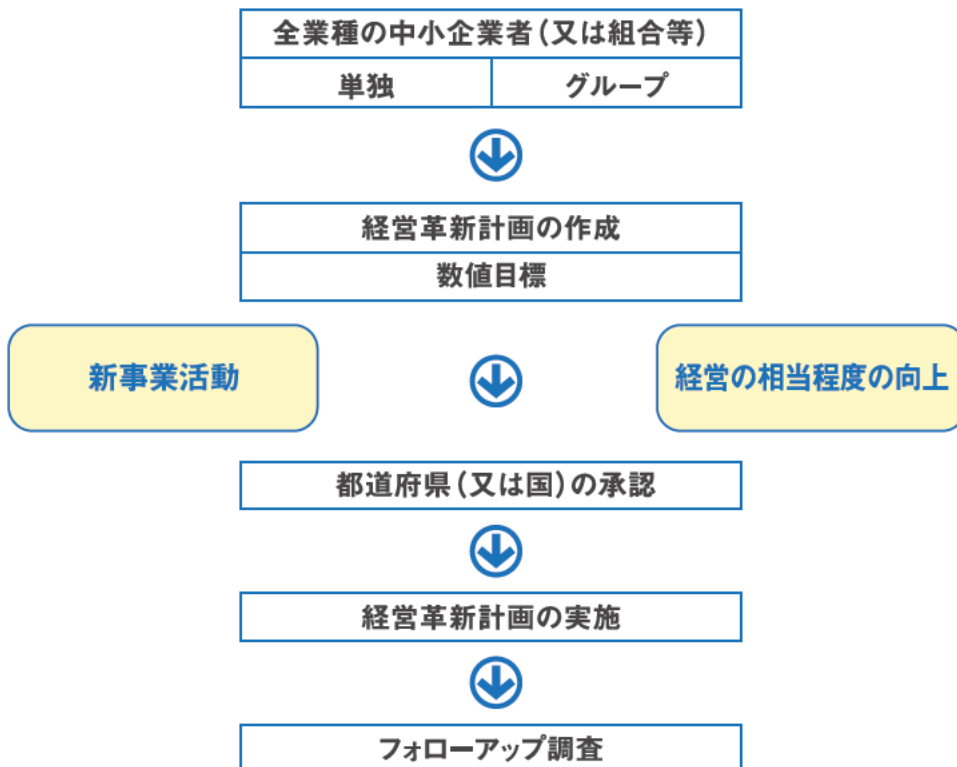 全業種の中小企業者(又は組合等)
単独
グループ
経営革新計画の作成
数値目標
新事業活動
経営の相当程度の向上
都道府県(又は国)の承認
経営革新計画の実施
フォローアップ調査